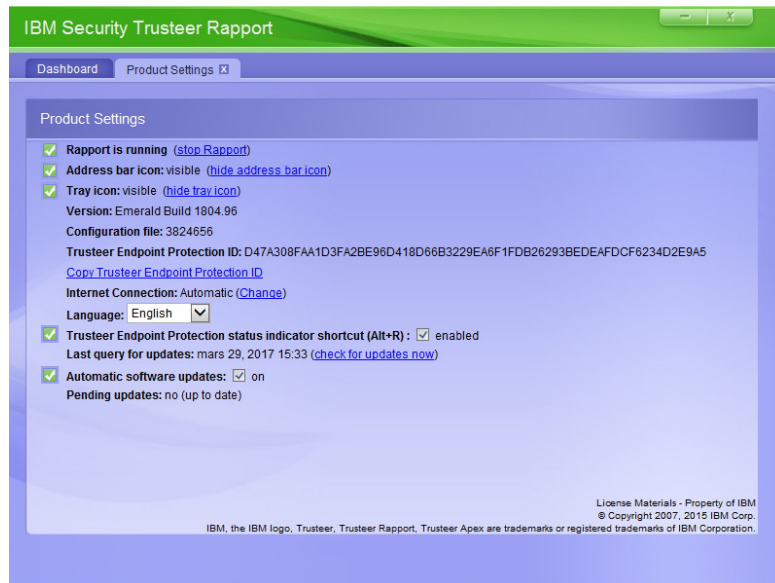 IBM Security Trusteer Rapport
Dashboard
Product Settings
Product Settings
Rapport is running (stop Rapport)
Address bar icon: visible (hide address bar icon)
Tray icon: visible (hide tray icon)
Version: Emerald Build 1804.96
Configuration file: 3824656
Trusteer Endpoint Protection ID: D47A308FAA1D3FA2BE96D418D66B3229EA6F1FDB26293BEDEAFDCF6234D2E9A5
Copy Trusteer Endpoint Protection ID
Internet Connection: Automatic (Change)
Language: English
Trusteer Endpoint Protection status indicator shortcut (Alt+R) : enabled
Last query for updates: mars 29, 2017 15:33 (check for updates now)
Automatic software updates: on
Pending updates: no (up to date)
License Materials - Property of IBM
© Copyright 2007, 2015 IBM Corp.
IBM, the IBM logo, Trusteer, Trusteer Rapport, Trusteer Apex are trademarks or registered trademarks of IBM Corporation.